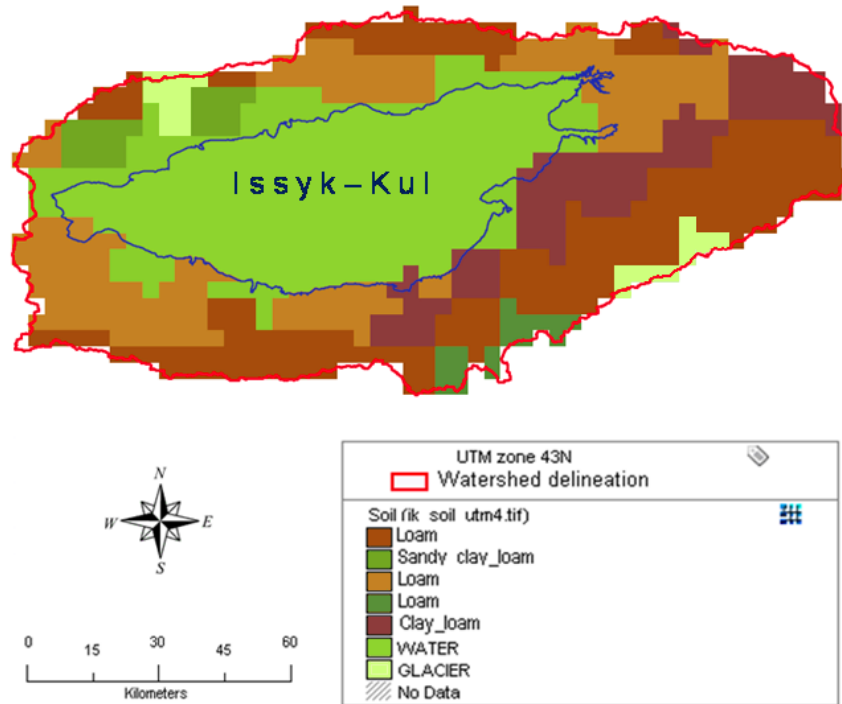 Issyk-Kul
N
W E
S
0 15 30 45 60
Kilometers
UTM zone 43N
Watershed delineation
Soil (ik_soil_utm4.tif)
Loam
Sandy_clay_loam
Loam
Loam
Clay_loam
WATER
GLACIER
No Data